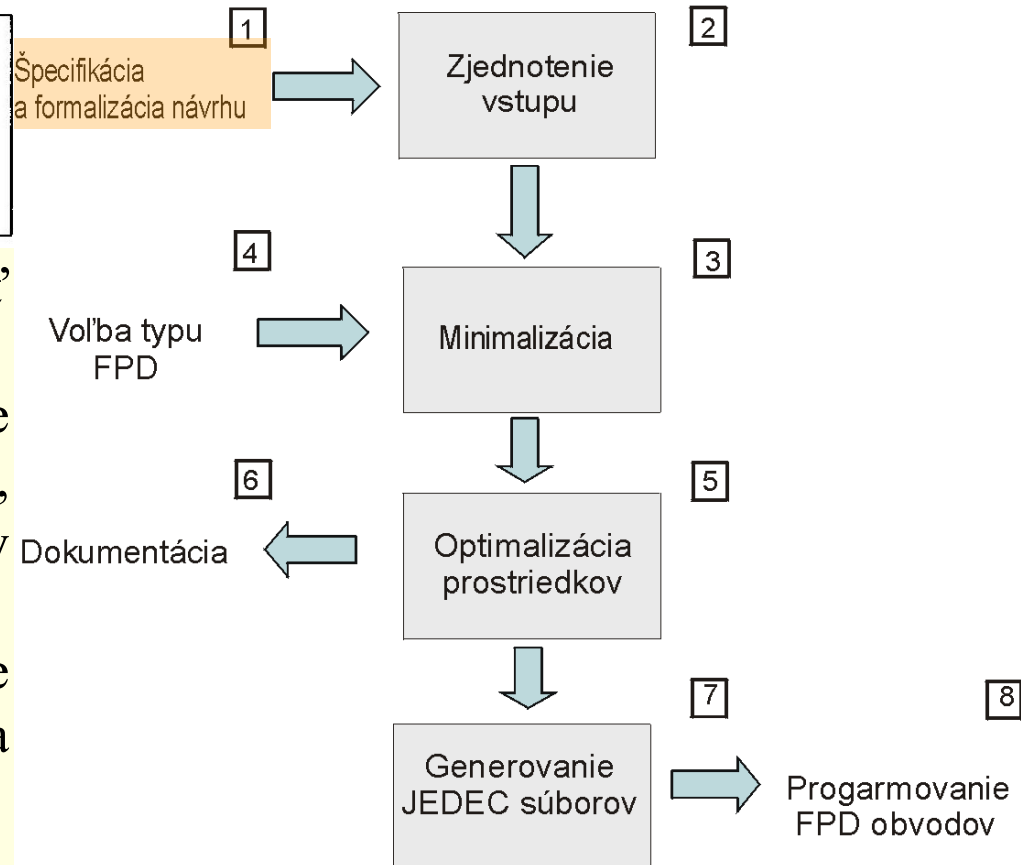 1
Špecifikácia
a formalizácia návrhu
2
Zjednotenie
vstupu
4
Voľba typu
FPD
3
Minimalizácia
6
Dokumentácia
5
Optimalizácia
prostriedkov
7
Generovanie
JEDEC súborov
8
Progarmovanie
FPD obvodov
e
,
e
a